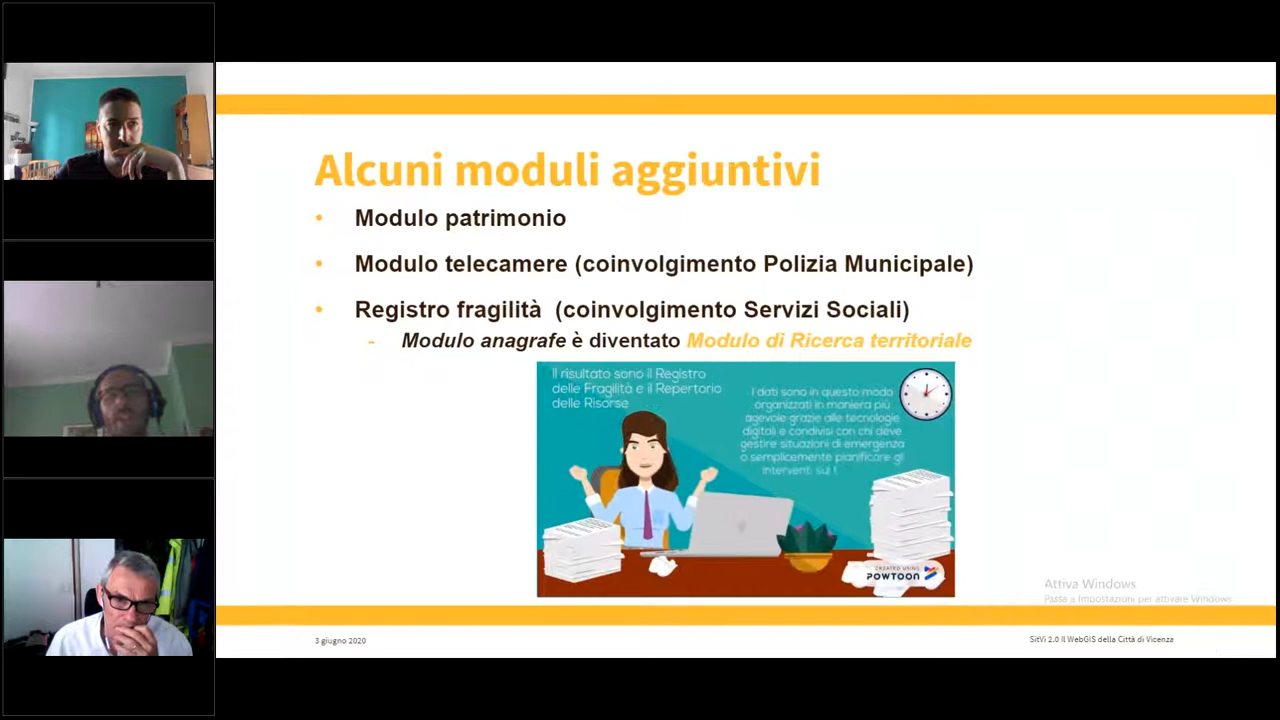 Alcuni moduli aggiuntivi
• Modulo patrimonio
• Modulo telecamere (coinvolgimento Polizia Municipale)
• Registro fragilità (coinvolgimento Servizi Sociali)
- Modulo anagrafe è diventato Modulo di Ricerca territoriale
Il risultato sono il Registro
delle Fragilità e il Repertorio
delle Risorse
I dati sono in questo modo
organizzati in maniera più
agevole grazie alle tecnologie
digitali e condivisi con chi deve
gestire situazioni di emergenza
o semplicemente pianificare gli
interventi sul t
CREATED USING
POWTOON
Attiva Windows
Passa a Impostazioni per attivare Windows
3 giugno 2020
SitVi 2.0 Il WebGIS della Città di Vicenza